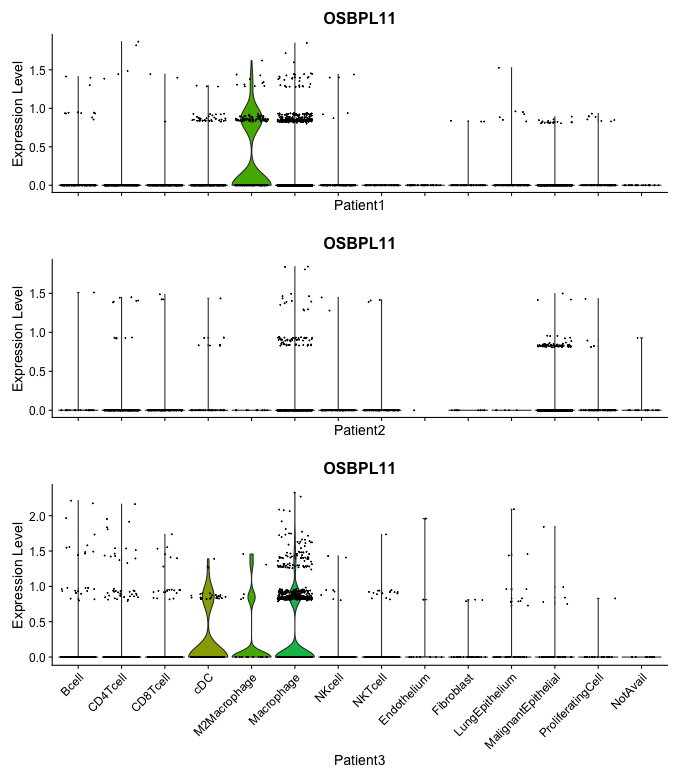 OSBPL11
Expression Level
1.5
1.0
0.5
0.0
Patient1
OSBPL11
Expression Level
1.5
1.0
0.5
0.0
Patient2
OSBPL11
Expression Level
2.0
1.5
1.0
0.5
0.0
Bcell
CD4Tcell
CD8Tcell
cDC
M2Macrophage
Macrophage
NKcell
NKTcell
Endothelium
Fibroblast
LungEpithelium
MalignantEpithelial
ProliferatingCell
NotAvail
Patient3